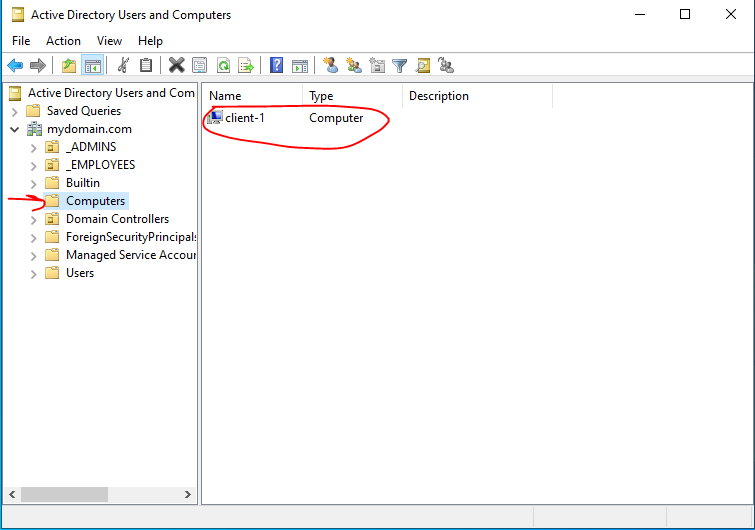 Active Directory Users and Computers
File Action View Help
Active Directory Users and Com
Saved Queries
mydomain.com
_ADMINS
_EMPLOYEES
Builtin
Computers
Domain Controllers
ForeignSecurityPrincipals
Managed Service Accour
Users
Name Type Description
client-1 Computer